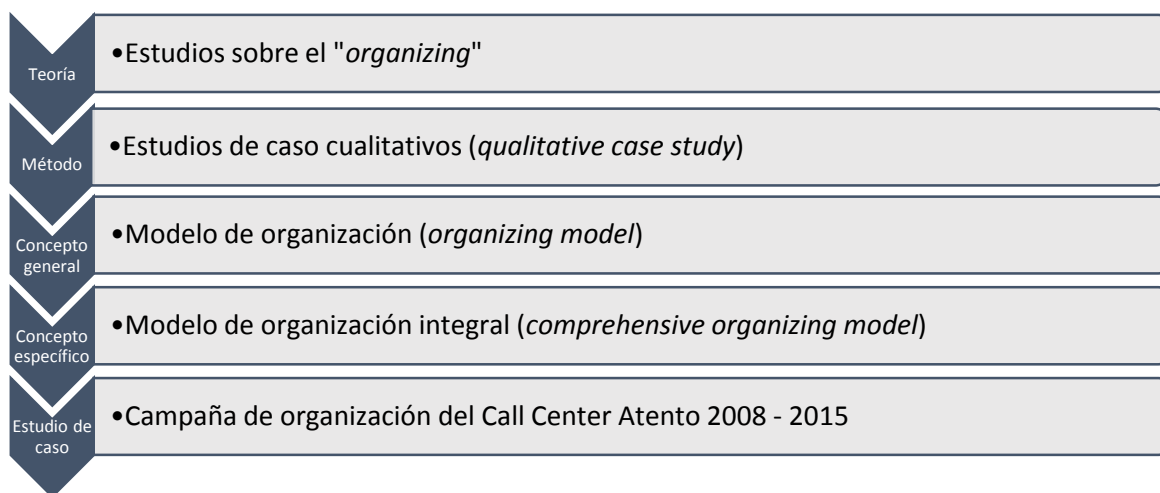 Teoría
•Estudios sobre el "organizing"
Método
•Estudios de caso cualitativos (qualitative case study)
Concepto
general
•Modelo de organización (organizing model)
Concepto
específico
•Modelo de organización integral (comprehensive organizing model)
Estudio de
caso
•Campaña de organización del Call Center Atento 2008 - 2015